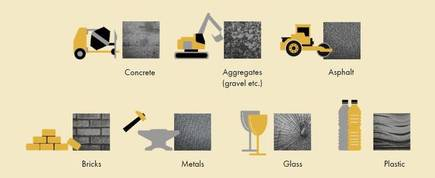 Concrete
Aggregates
(gravel etc.)
Asphalt
Bricks
Metals
Glass
Plastic